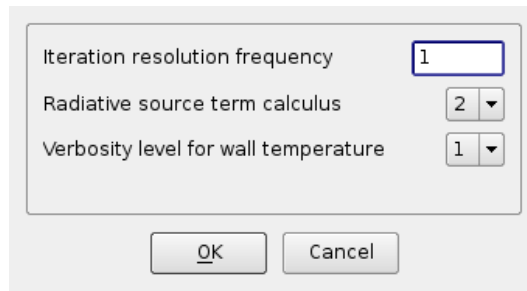 Iteration resolution frequency 1
Radiative source term calculus 2
Verbosity level for wall temperature 1
OK Cancel